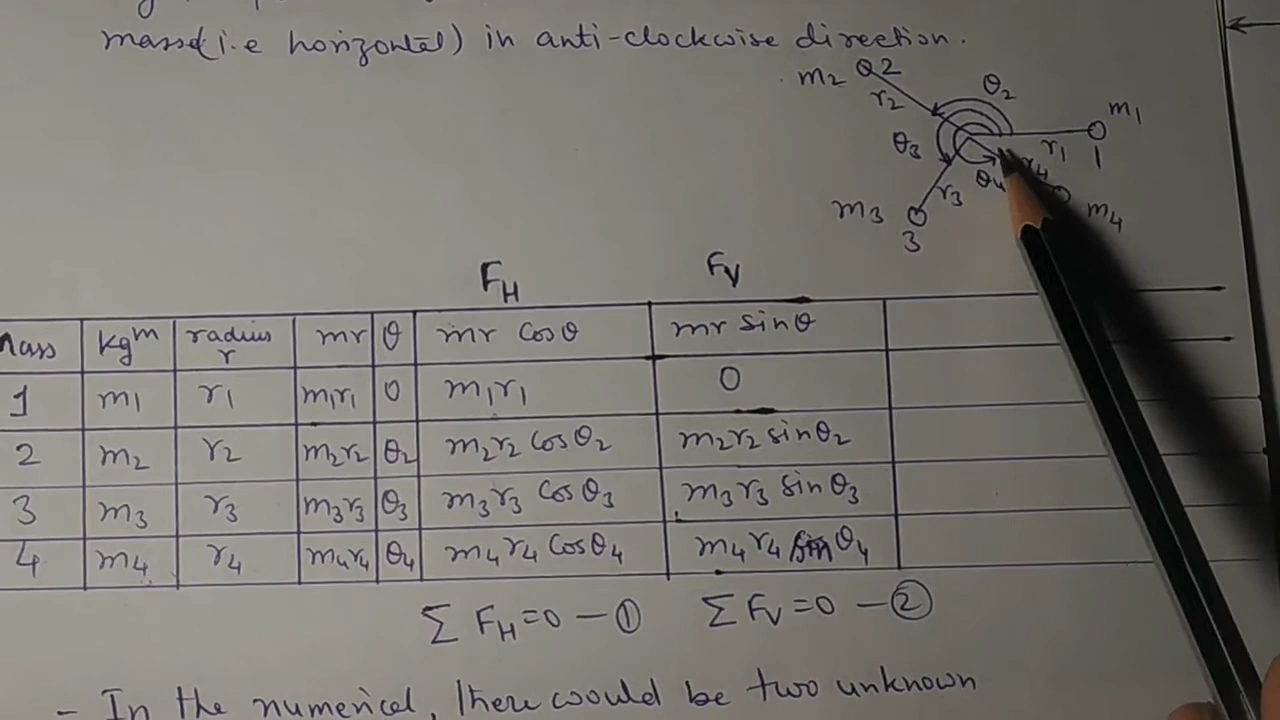 mass (i.e horizontal) in anti-clockwise direction.
m2 2 θ2 m1
r2
θ3 r1 1
r4
θ4
m3 r3 m4
3
FH FV
Mass kg m radius r mr θ mr cosθ mr sinθ
1 m1 r1 m1r1 0 m1r1 0
2 m2 r2 m2r2 θ2 m2r2 cosθ2 m2r2 sinθ2
3 m3 r3 m3r3 θ3 m3r3 cosθ3 m3r3 sinθ3
4 m4 r4 m4r4 θ4 m4r4 cosθ4 m4r4 sinθ4
∑ FH=0 — ① ∑ FV=0 — ②
- In the numerical, there would be two unknown